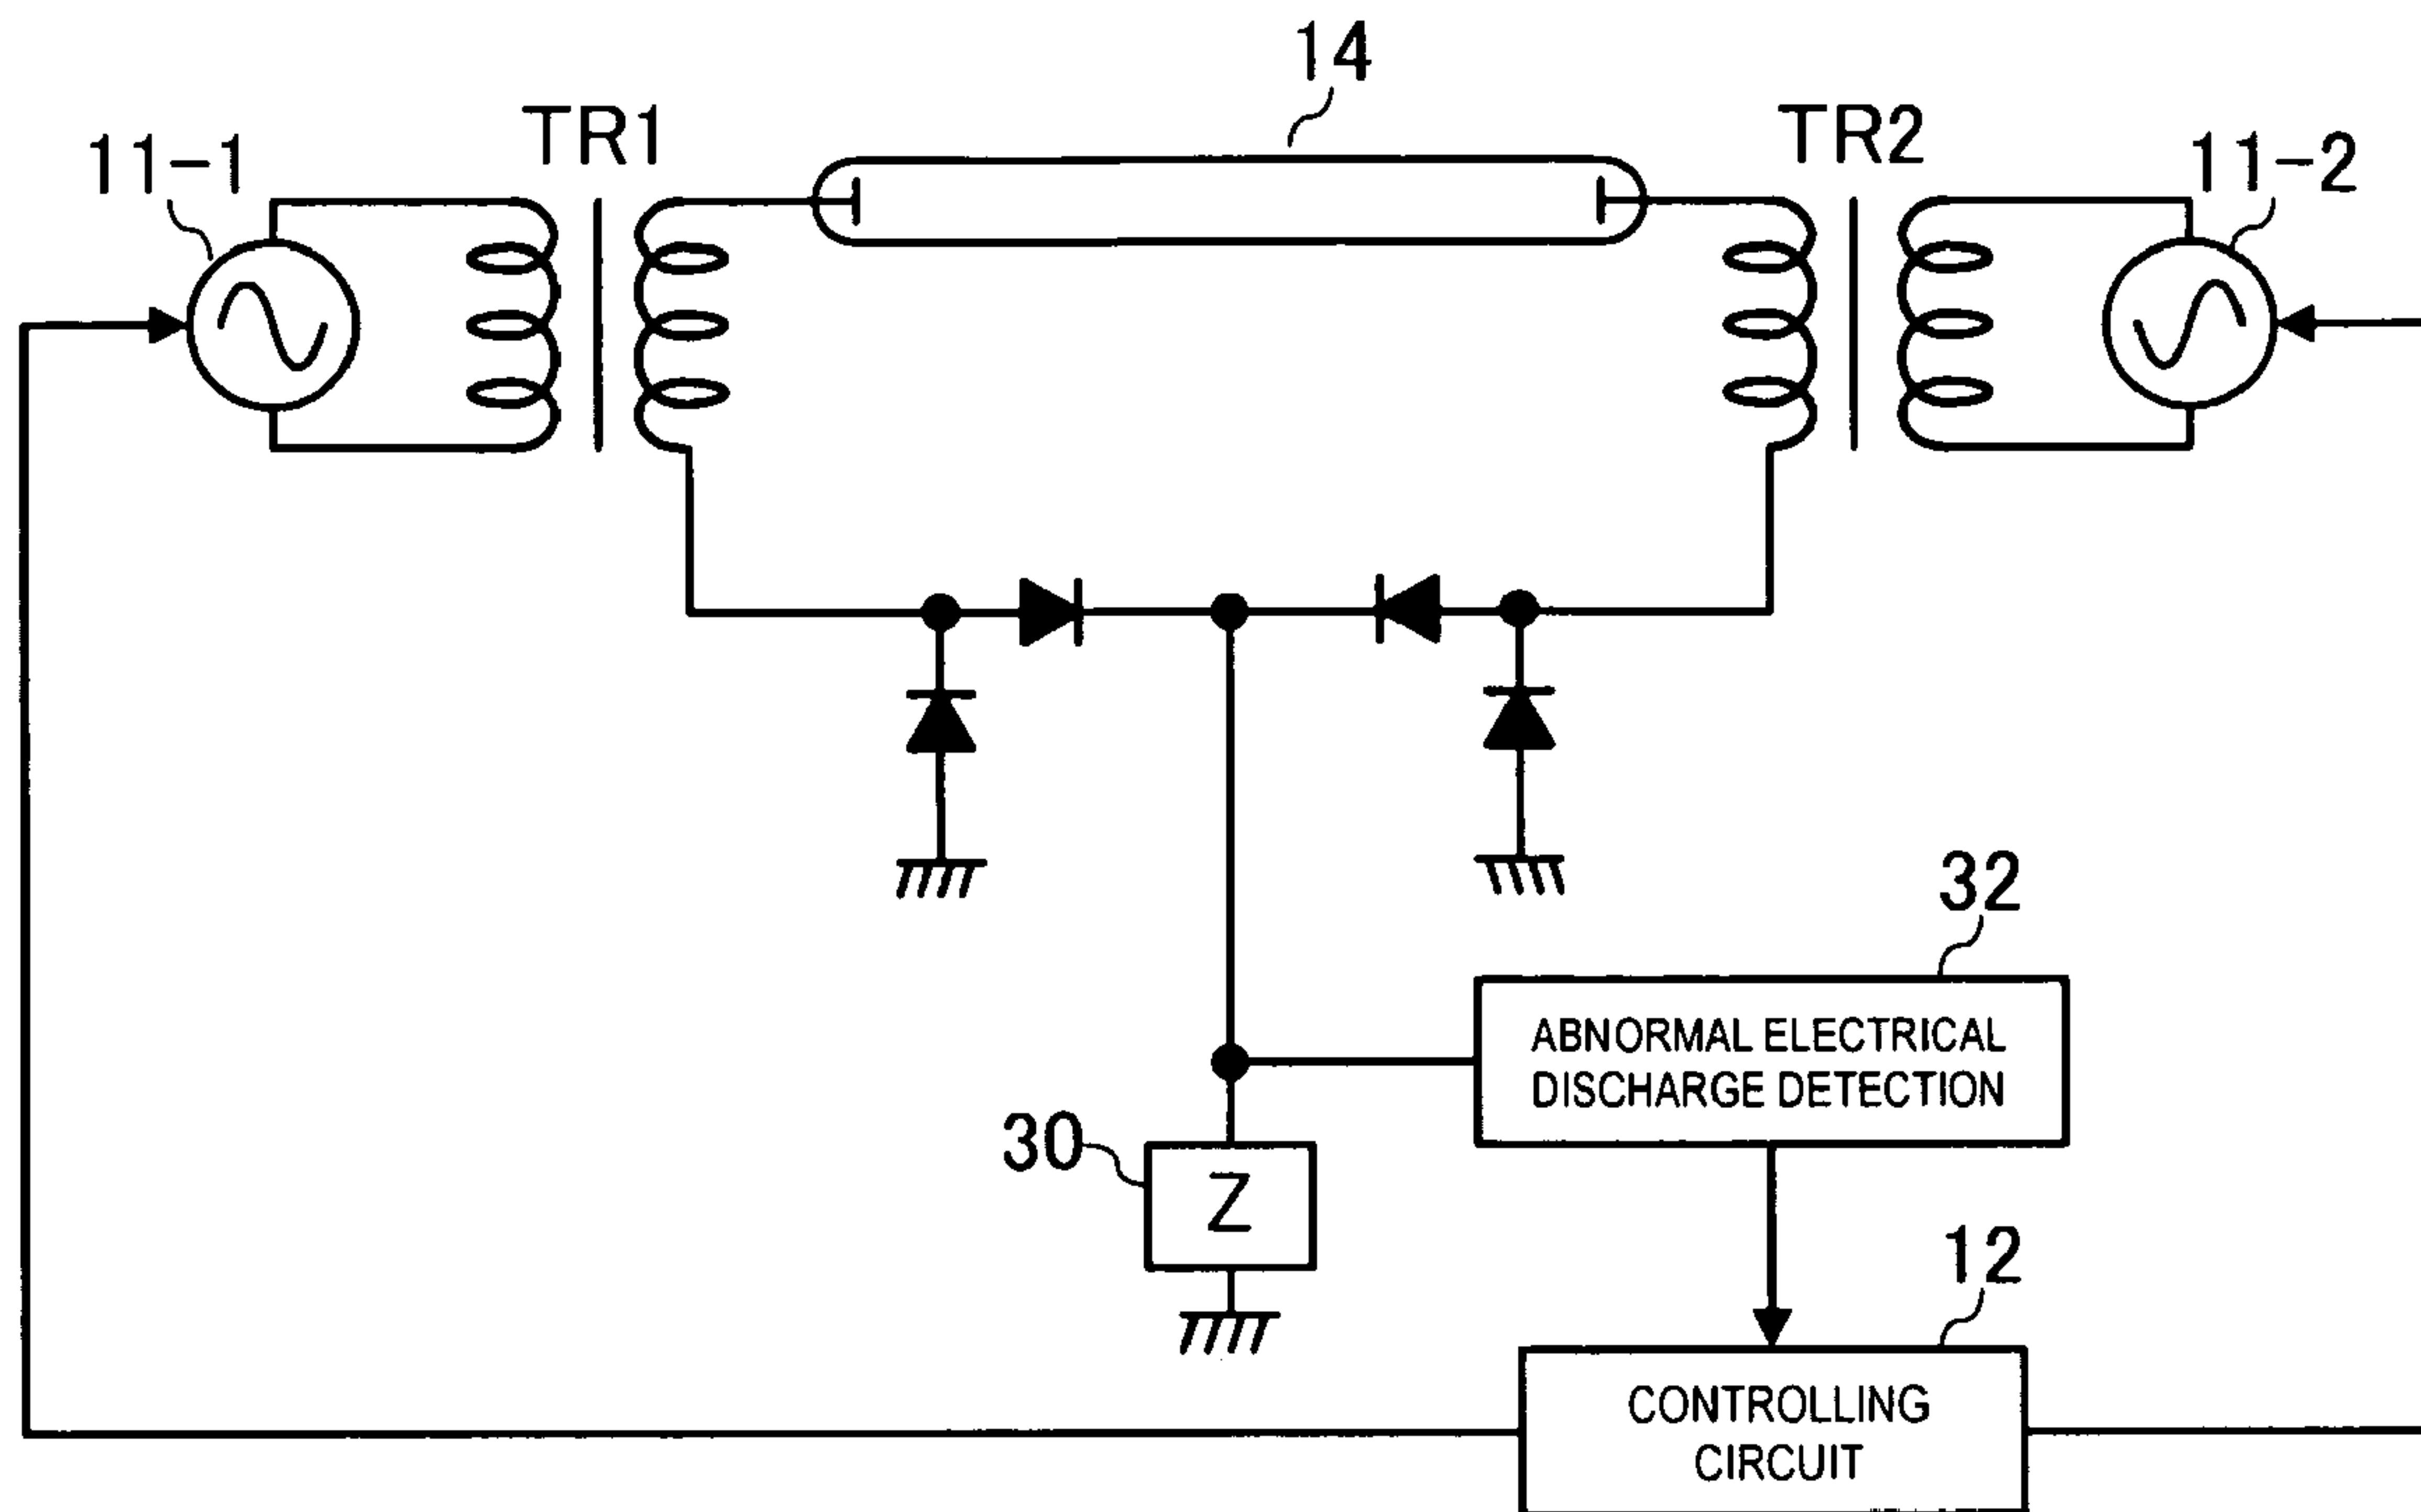 14
TR1
TR2
11-1
11-2
32
ABNORMAL ELECTRICAL
DISCHARGE DETECTION
30
Z
12
CONTROLLING
CIRCUIT